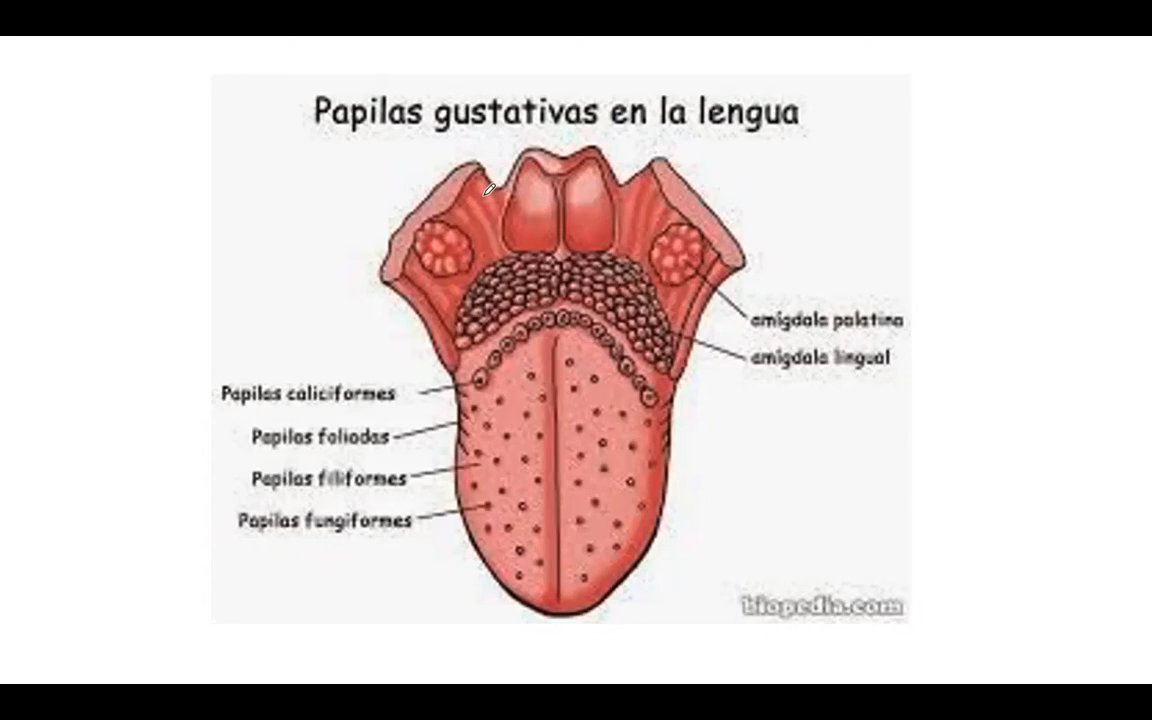 Papilas gustativas en la lengua
amígdala palatina
amígdala lingual
Papilas caliciformes
Papilas foliadas
Papilas filiformes
Papilas fungiformes
biopedia.com